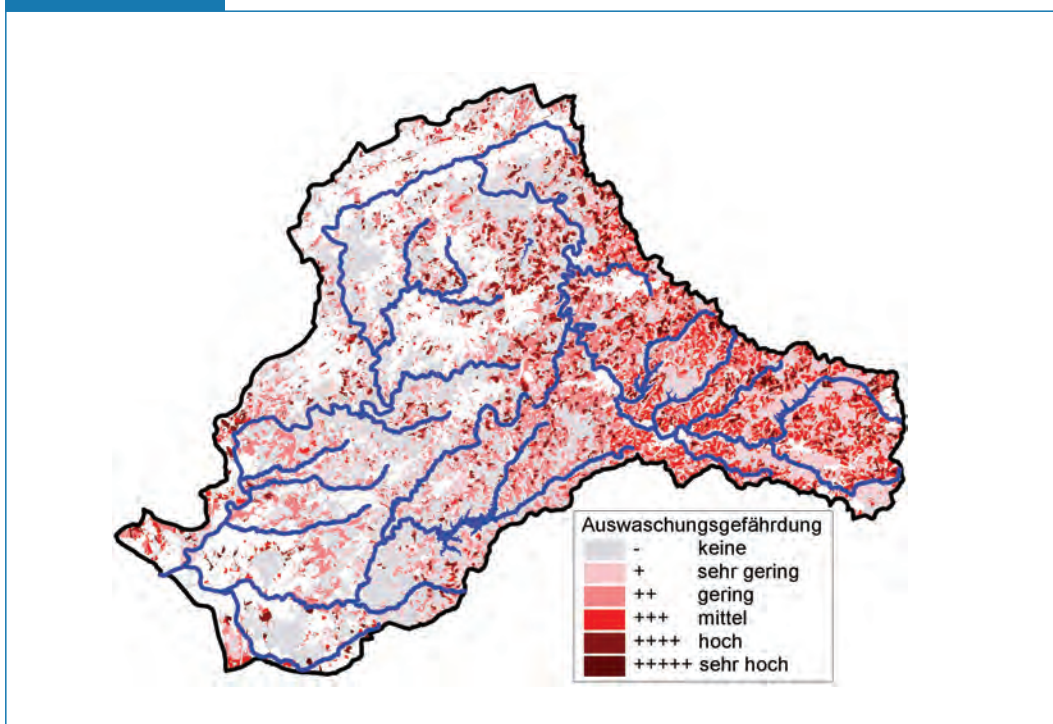 Auswaschungsgefährdung
- keine
+ sehr gering
++ gering
+++ mittel
++++ hoch
+++++ sehr hoch